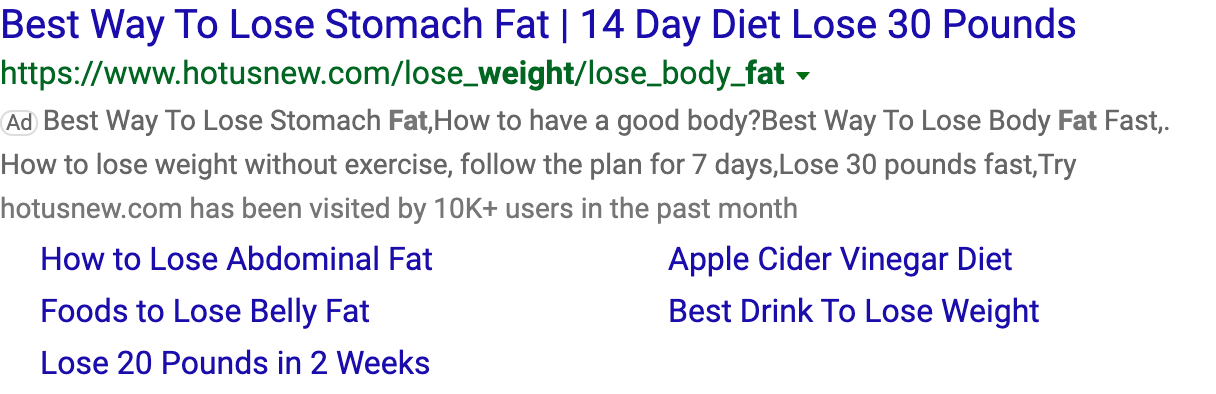 Best Way To Lose Stomach Fat | 14 Day Diet Lose 30 Pounds
https://www.hotusnew.com/lose_weight/lose_body_fat
Ad Best Way To Lose Stomach Fat,How to have a good body?Best Way To Lose Body Fat Fast,.
How to lose weight without exercise, follow the plan for 7 days,Lose 30 pounds fast,Try
hotusnew.com has been visited by 10K+ users in the past month
How to Lose Abdominal Fat
Apple Cider Vinegar Diet
Foods to Lose Belly Fat
Best Drink To Lose Weight
Lose 20 Pounds in 2 Weeks